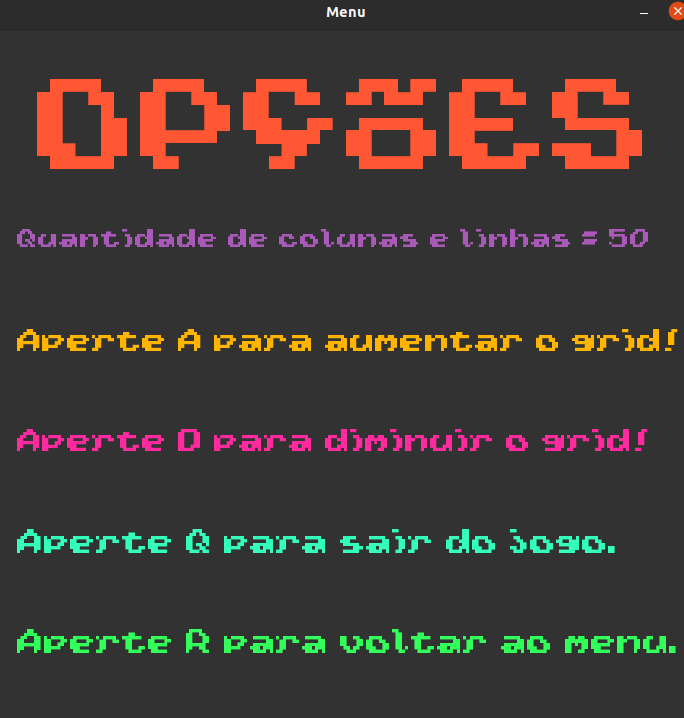 Menu
OPÇÕES
Quantidade de colunas e linhas = 50
Aperte A para aumentar o grid!
Aperte D para diminuir o grid!
Aperte Q para sair do jogo.
Aperte R para voltar ao menu.